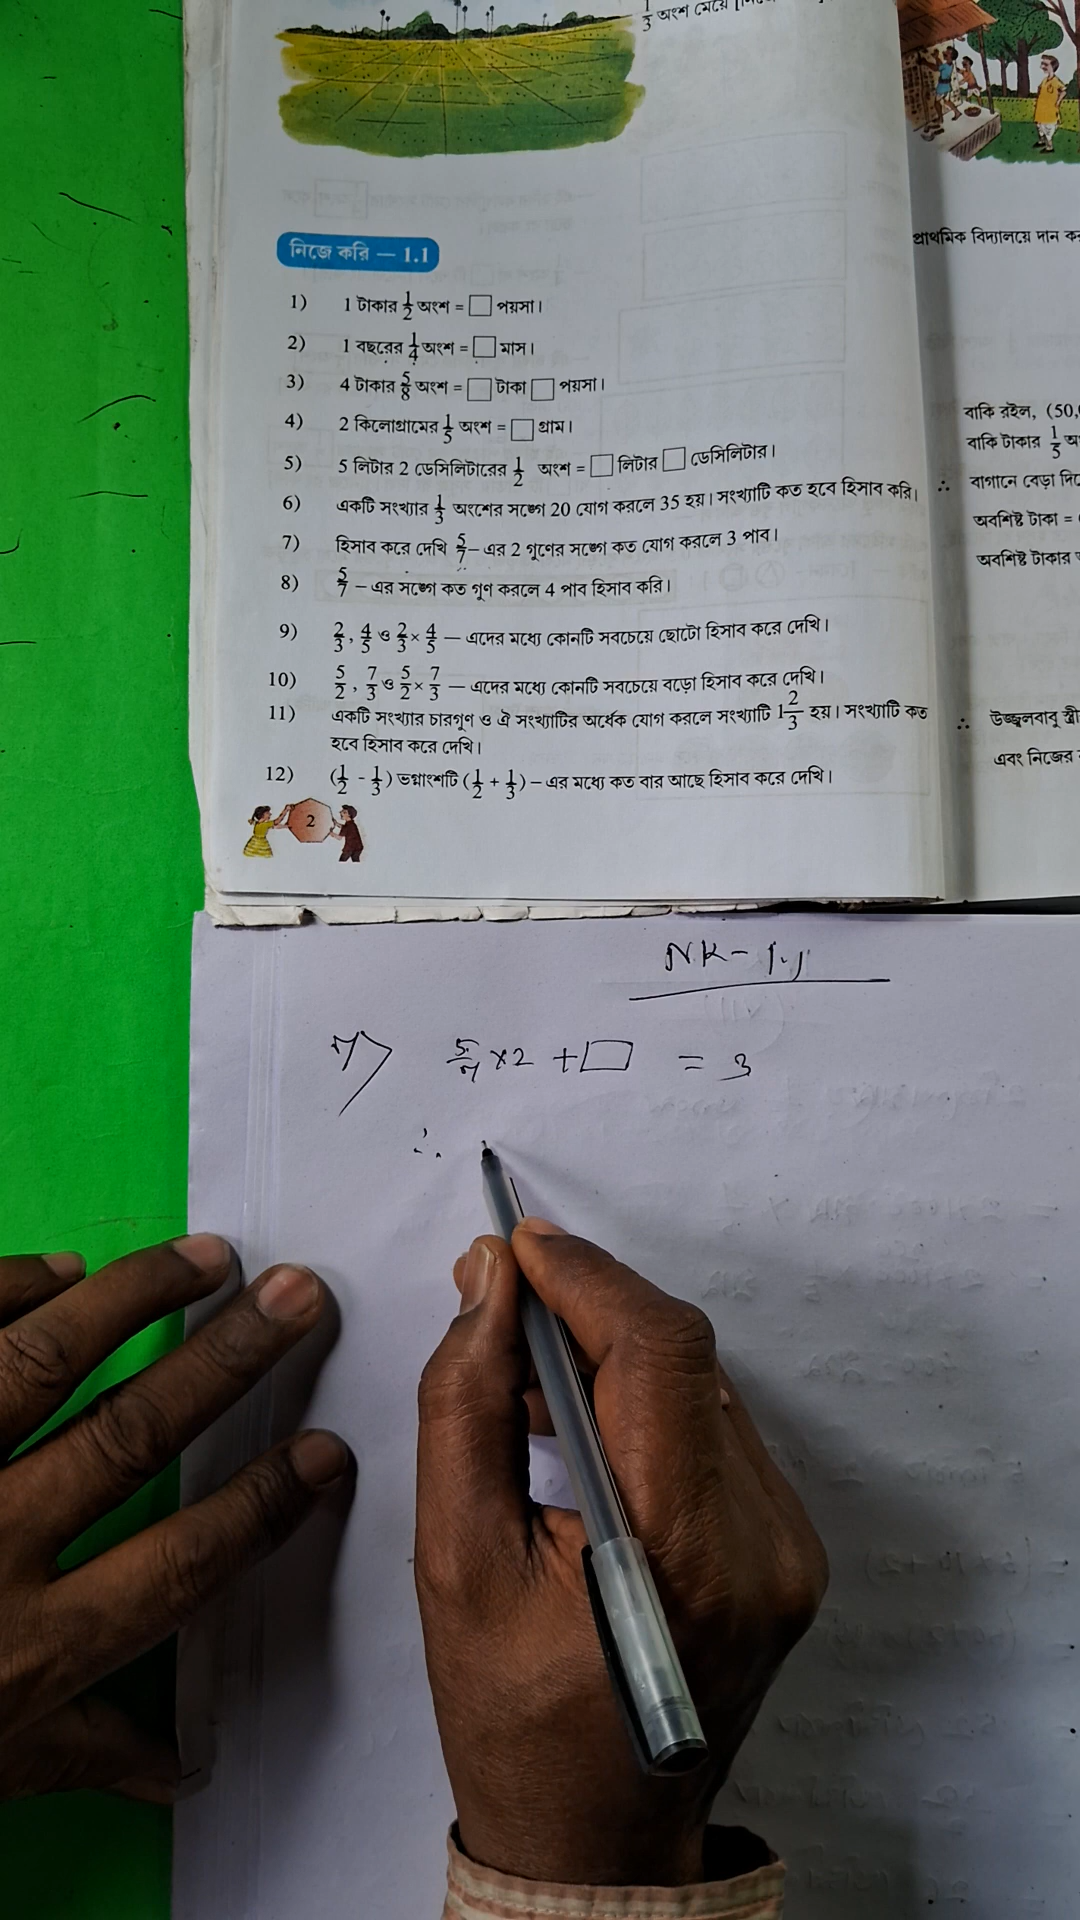 1/3 অংশ মেয়ে
নিজে করি — 1.1
1) 1 টাকার 1/2 অংশ = □ পয়সা।
2) 1 বছরের 1/4 অংশ = □ মাস।
3) 4 টাকার 5/8 অংশ = □ টাকা □ পয়সা।
4) 2 কিলোগ্রামের 1/5 অংশ = □ গ্রাম।
5) 5 লিটার 2 ডেসিলিটারের 1/2 অংশ = □ লিটার □ ডেসিলিটার।
6) একটি সংখ্যার 1/3 অংশের সঙ্গে 20 যোগ করলে 35 হয়। সংখ্যাটি কত হবে হিসাব করি।
7) হিসাব করে দেখি 5/7 – এর 2 গুণের সঙ্গে কত যোগ করলে 3 পাব।
8) 5/7 – এর সঙ্গে কত গুণ করলে 4 পাব হিসাব করি।
9) 2/3, 4/5 ও 2/3 × 4/5 — এদের মধ্যে কোনটি সবচেয়ে ছোটো হিসাব করে দেখি।
10) 5/2, 7/3 ও 5/2 × 7/3 — এদের মধ্যে কোনটি সবচেয়ে বড়ো হিসাব করে দেখি।
11) একটি সংখ্যার চারগুণ ও ঐ সংখ্যাটির অর্ধেক যোগ করলে সংখ্যাটি 1 2/3 হয়। সংখ্যাটি কত
হবে হিসাব করে দেখি।
12) (1/2 - 1/3) ভগ্নাংশটি (1/2 + 1/3) – এর মধ্যে কত বার আছে হিসাব করে দেখি।
2
প্রাথমিক বিদ্যালয়ে দান
বাকি রইল, (50,
বাকি টাকার 1/5
∴ বাগানে বেড়া
অবশিষ্ট টাকা =
অবশিষ্ট টাকার
∴ উজ্জ্বলবাবু স্ত্রী
এবং নিজের
NK - 1.1
7) 5/7 × 2 + □ = 3
∴